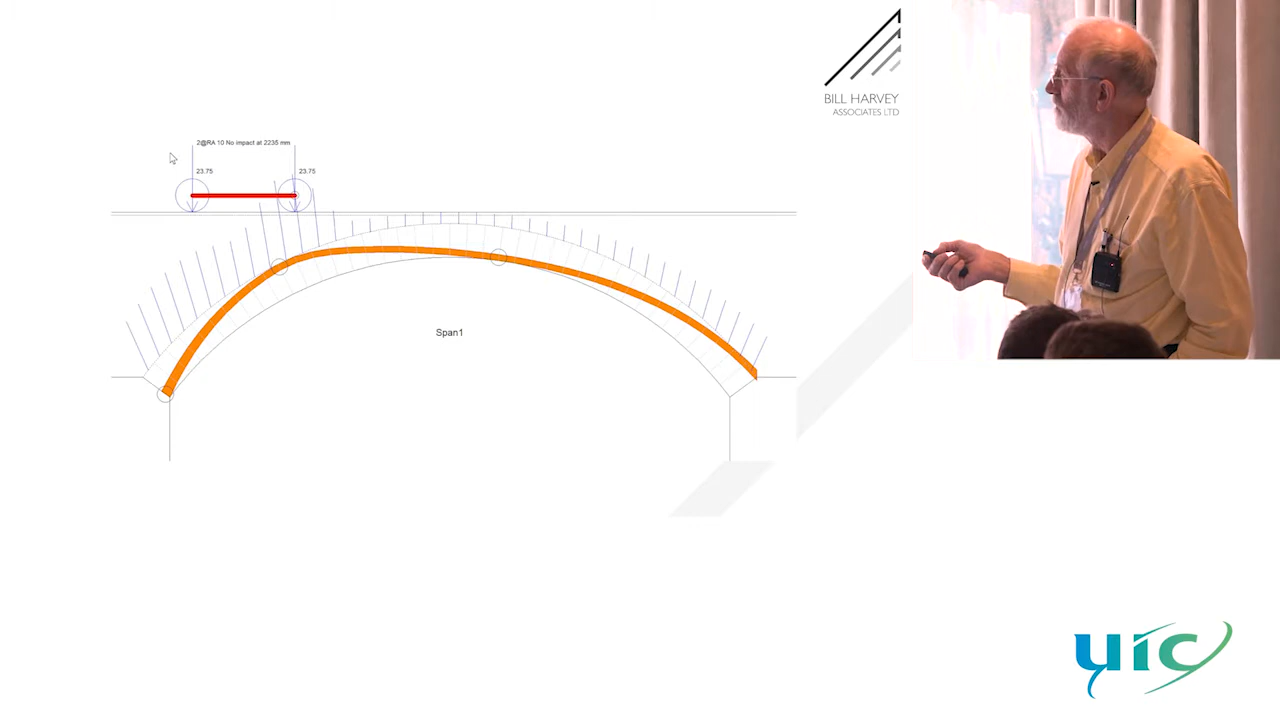 BILL HARVEY
ASSOCIATES LTD
2@RA 10 No impact at 2235 mm
23.75
23.75
Span1
uic